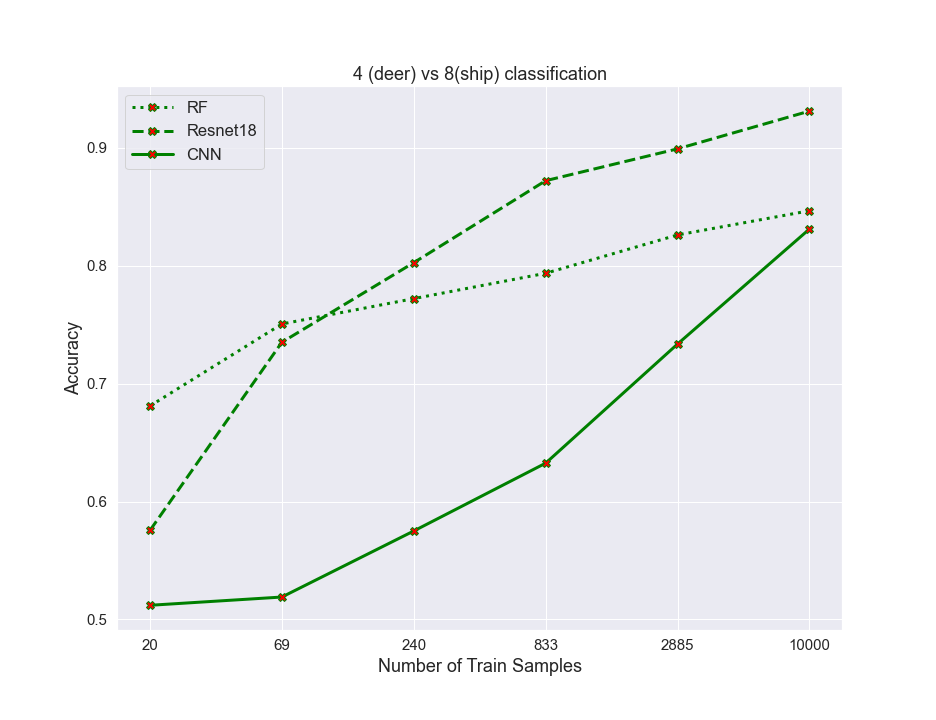 4 (deer) vs 8(ship) classification
RF
Resnet18
CNN
Accuracy
0.9
0.8
0.7
0.6
0.5
20 69 240 833 2885 10000
Number of Train Samples